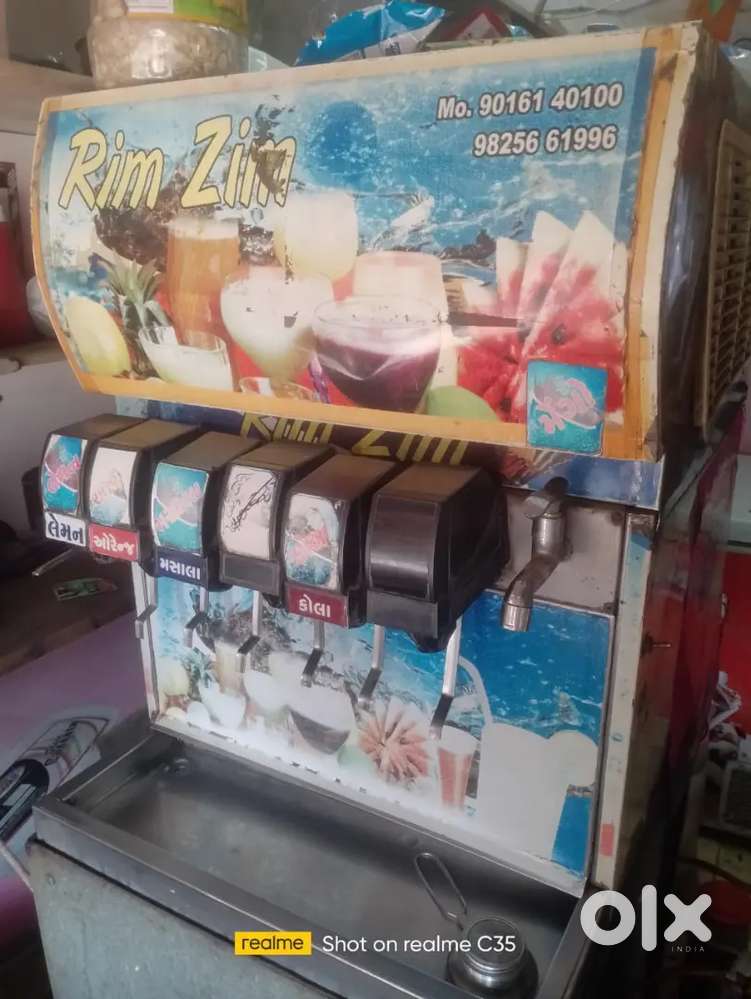 Rim Zim
Mo. 90161 40100
98256 61996
Rim Zim
લેમન
ઓરેન્જ
મસાલા
કોલા
realme Shot on realme C35
olx
INDIA